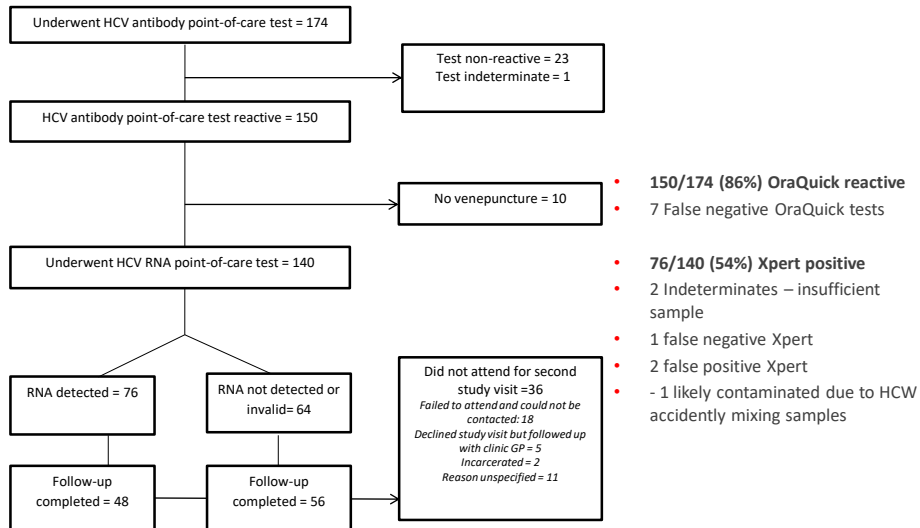 Underwent HCV antibody point-of-care test = 174
Test non-reactive = 23
Test indeterminate = 1
HCV antibody point-of-care test reactive = 150
No venepuncture = 10
Underwent HCV RNA point-of-care test = 140
RNA detected = 76
RNA not detected or
invalid= 64
Did not attend for second
study visit =36
Failed to attend and could not be
contacted: 18
Declined study visit but followed up
with clinic GP = 5
Incarcerated = 2
Reason unspecified = 11
Follow-up
completed = 48
Follow-up
completed = 56
• 150/174 (86%) OraQuick reactive
• 7 False negative OraQuick tests
• 76/140 (54%) Xpert positive
• 2 Indeterminates – insufficient
sample
• 1 false negative Xpert
• 2 false positive Xpert
• - 1 likely contaminated due to HCW
accidently mixing samples